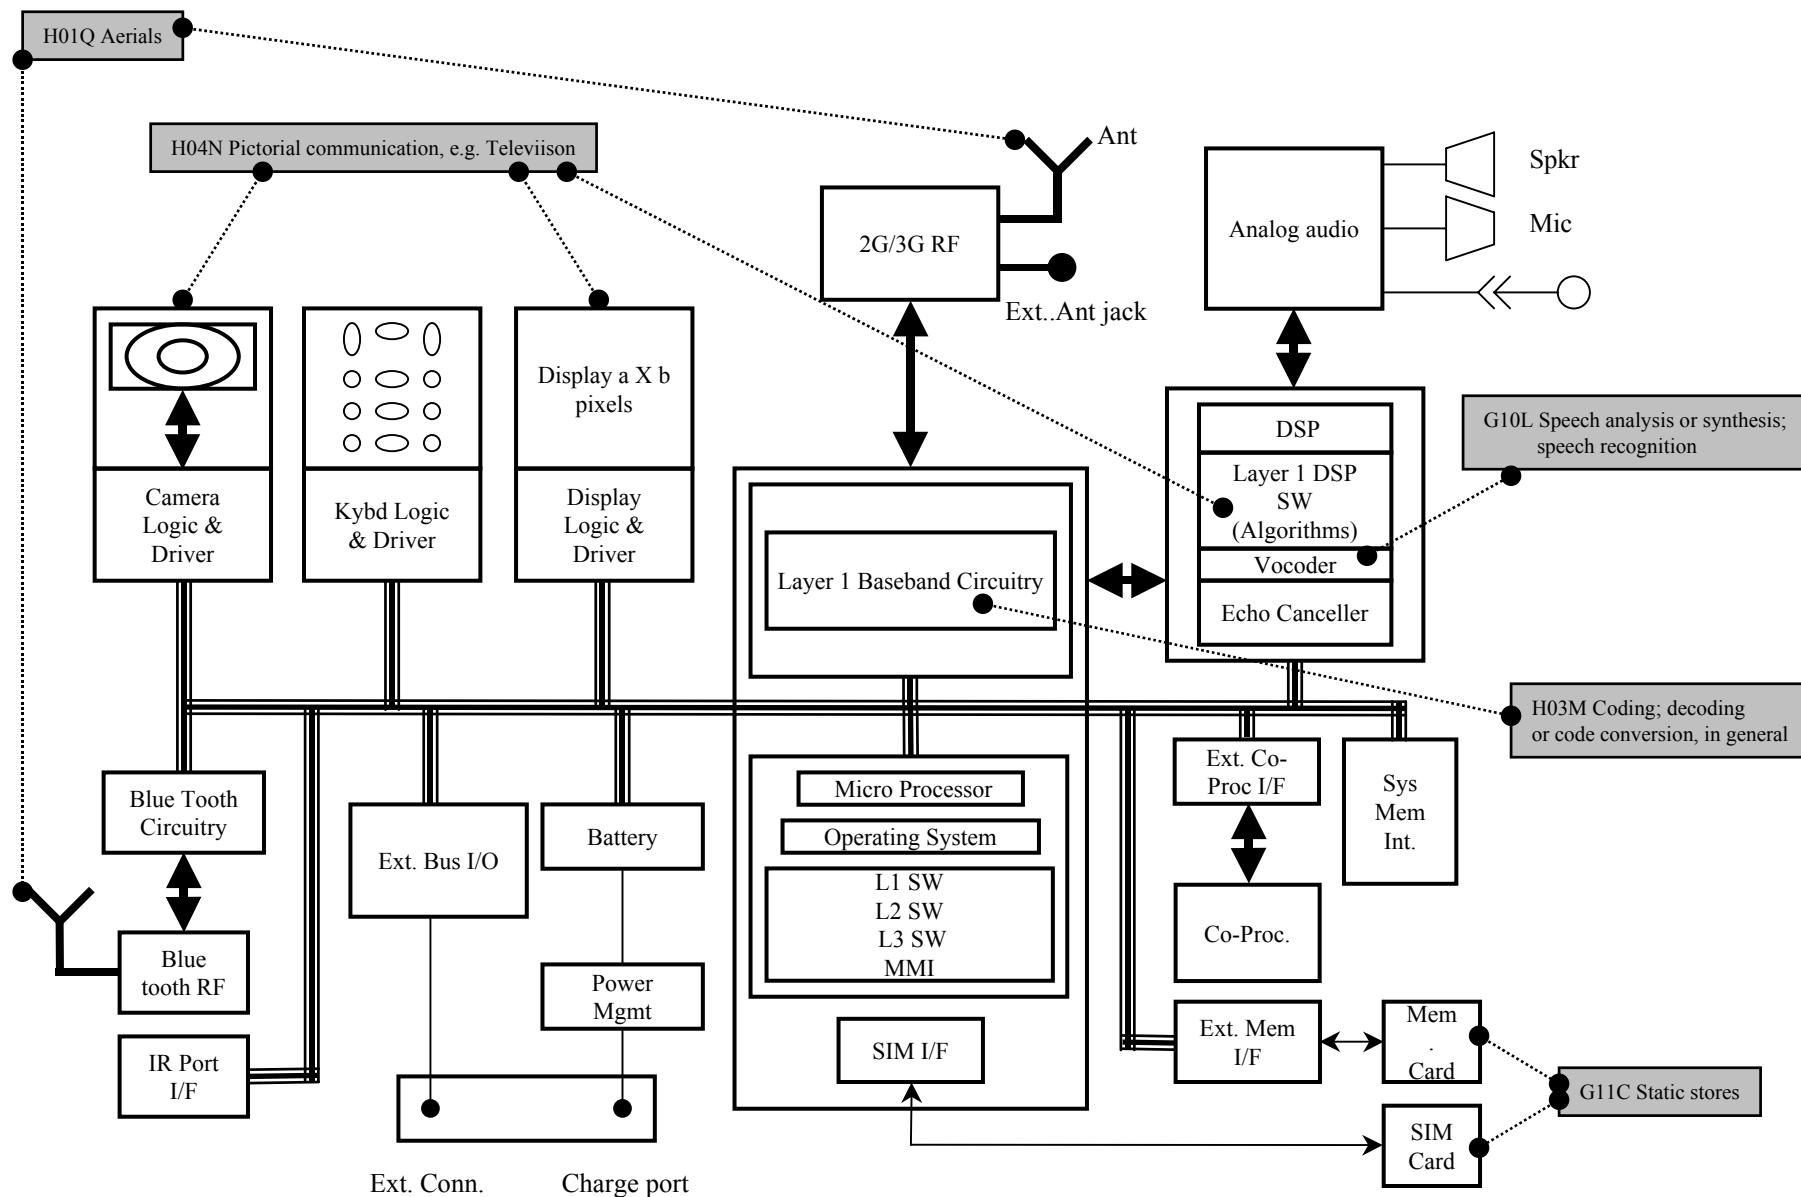 H01Q Aerials
H04N Pictorial communication, e.g. Televiison
Ant
Spkr
Mic
2G/3G RF
Analog audio
Ext..Ant jack
Display a X b
pixels
DSP
Layer 1 DSP
SW
(Algorithms)
Vocoder
Echo Canceller
G10L Speech analysis or synthesis;
speech recognition
Camera
Logic &
Driver
Kybd Logic
& Driver
Display
Logic &
Driver
Layer 1 Baseband Circuitry
H03M Coding; decoding
or code conversion, in general
Blue Tooth
Circuitry
Ext. Bus I/O
Battery
Micro Processor
Operating System
L1 SW
L2 SW
L3 SW
MMI
Ext. Co-
Proc I/F
Sys
Mem
Int.
Co-Proc.
Blue
tooth RF
Power
Mgmt
IR Port
I/F
SIM I/F
Ext. Mem
I/F
Mem
.
Card
G11C Static stores
SIM
Card
Ext. Conn.
Charge port